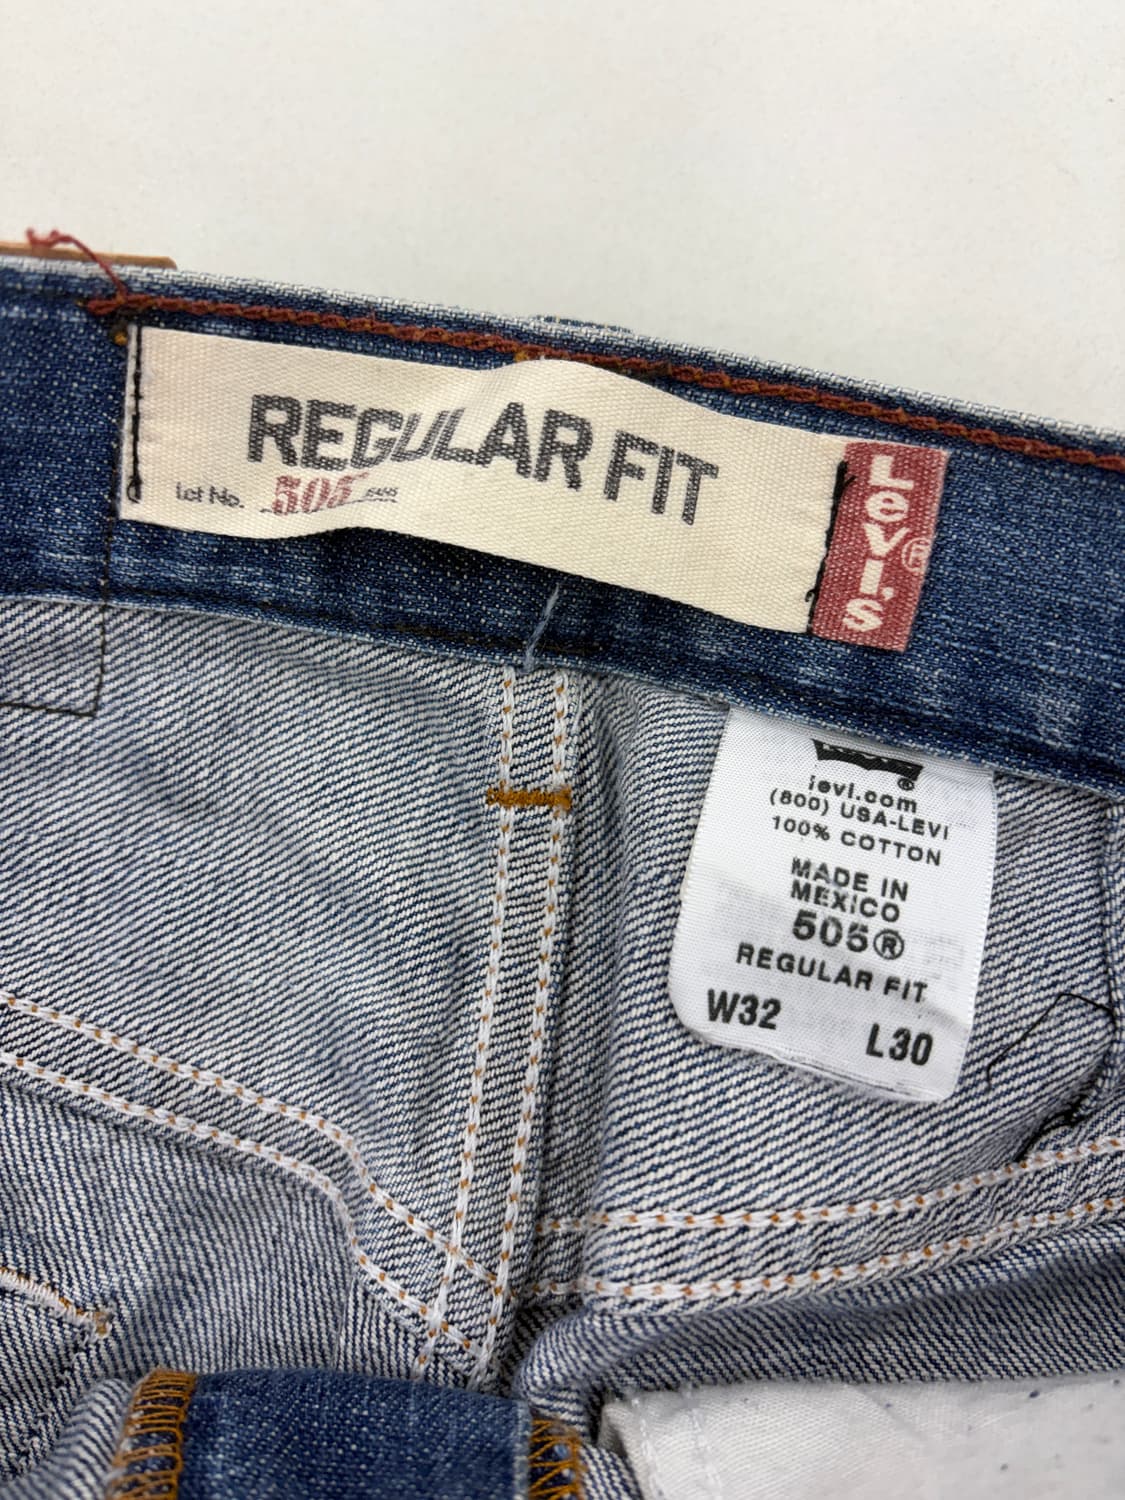 REGULAR FIT
Lot No. 505 JEANS
Levi's®
®
levi.com
(800) USA-LEVI
100% COTTON
MADE IN
MEXICO
505®
REGULAR FIT
W32 L30